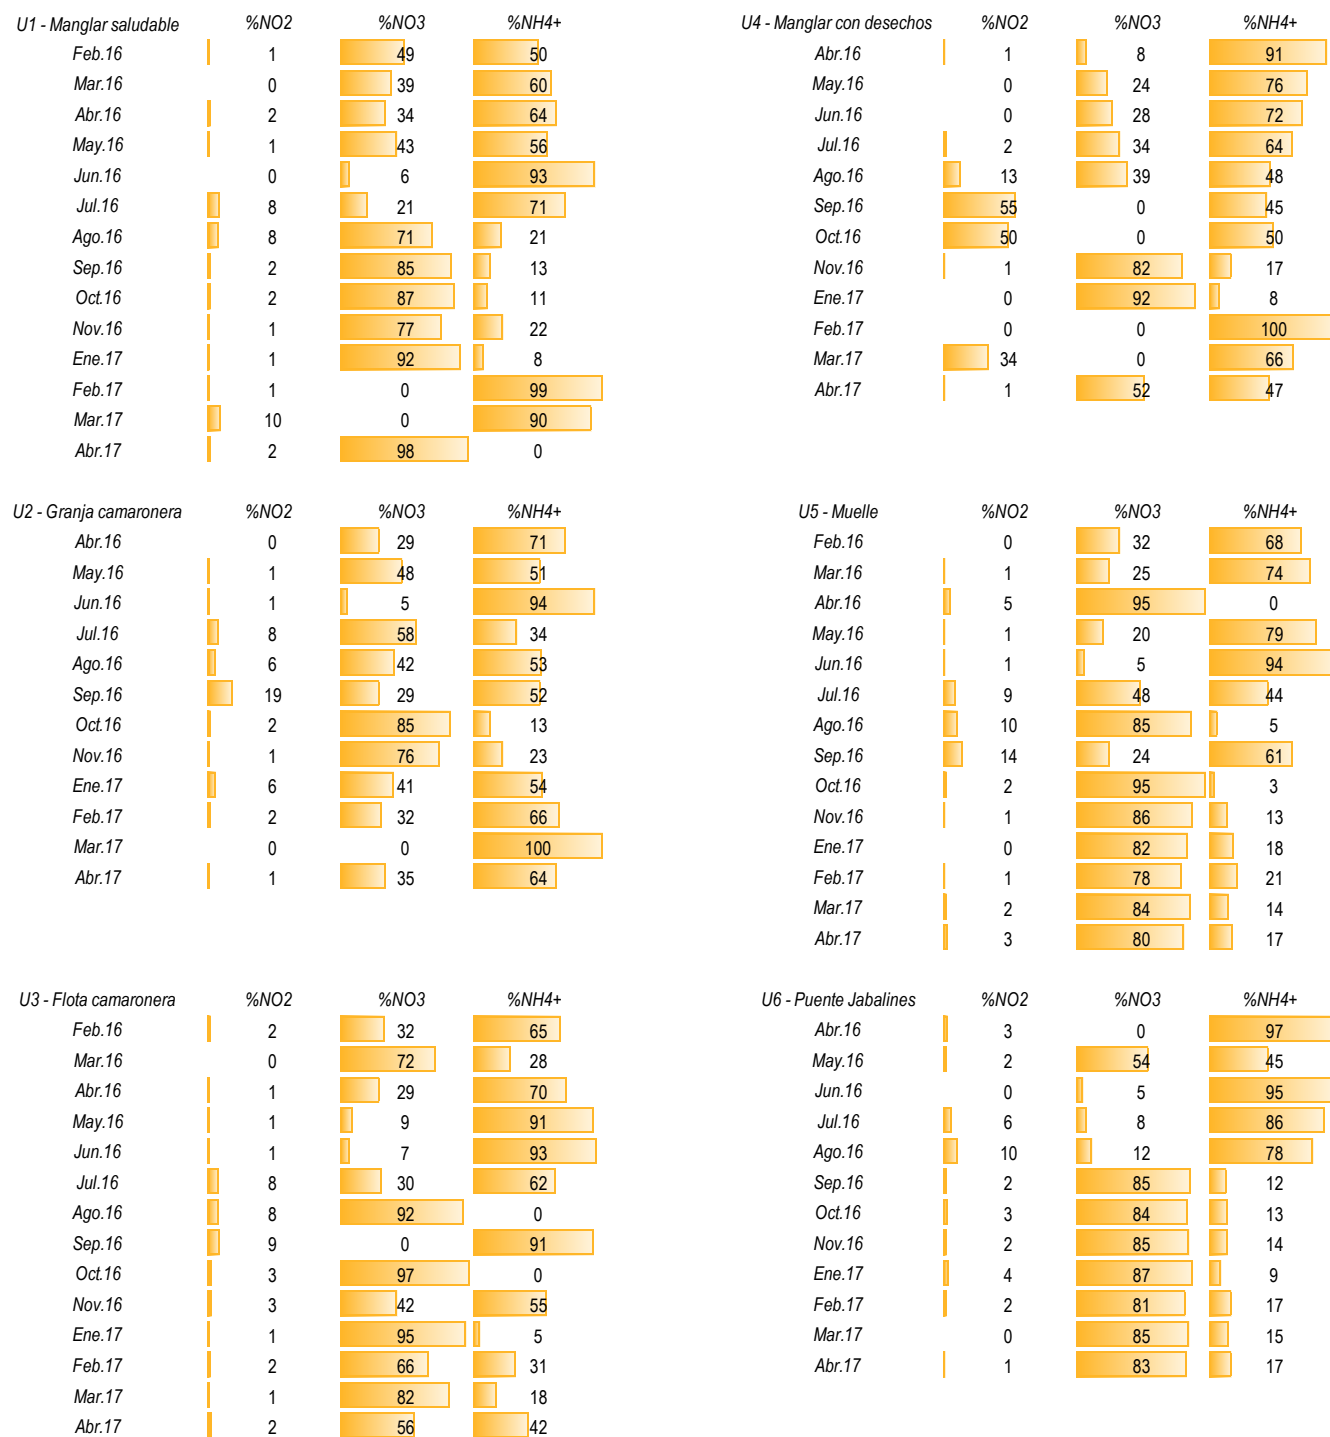 U1 - Manglar saludable %NO2 %NO3 %NH4+
Feb.16 1 49 50
Mar.16 0 39 60
Abr.16 2 34 64
May.16 1 43 56
Jun.16 0 6 93
Jul.16 8 21 71
Ago.16 8 71 21
Sep.16 2 85 13
Oct.16 2 87 11
Nov.16 1 77 22
Ene.17 1 92 8
Feb.17 1 0 99
Mar.17 10 0 90
Abr.17 2 98 0
U4 - Manglar con desechos %NO2 %NO3 %NH4+
Abr.16 1 8 91
May.16 0 24 76
Jun.16 0 28 72
Jul.16 2 34 64
Ago.16 13 39 48
Sep.16 55 0 45
Oct.16 50 0 50
Nov.16 1 82 17
Ene.17 0 92 8
Feb.17 0 0 100
Mar.17 34 0 66
Abr.17 1 52 47
U2 - Granja camaronera %NO2 %NO3 %NH4+
Abr.16 0 29 71
May.16 1 48 51
Jun.16 1 5 94
Jul.16 8 58 34
Ago.16 6 42 53
Sep.16 19 29 52
Oct.16 2 85 13
Nov.16 1 76 23
Ene.17 6 41 54
Feb.17 2 32 66
Mar.17 0 0 100
Abr.17 1 35 64
U5 - Muelle %NO2 %NO3 %NH4+
Feb.16 0 32 68
Mar.16 1 25 74
Abr.16 5 95 0
May.16 1 20 79
Jun.16 1 5 94
Jul.16 9 48 44
Ago.16 10 85 5
Sep.16 14 24 61
Oct.16 2 95 3
Nov.16 1 86 13
Ene.17 0 82 18
Feb.17 1 78 21
Mar.17 2 84 14
Abr.17 3 80 17
U3 - Flota camaronera %NO2 %NO3 %NH4+
Feb.16 2 32 65
Mar.16 0 72 28
Abr.16 1 29 70
May.16 1 9 91
Jun.16 1 7 93
Jul.16 8 30 62
Ago.16 8 92 0
Sep.16 9 0 91
Oct.16 3 97 0
Nov.16 3 42 55
Ene.17 1 95 5
Feb.17 2 66 31
Mar.17 1 82 18
Abr.17 2 56 42
U6 - Puente Jabalines %NO2 %NO3 %NH4+
Abr.16 3 0 97
May.16 2 54 45
Jun.16 0 5 95
Jul.16 6 8 86
Ago.16 10 12 78
Sep.16 2 85 12
Oct.16 3 84 13
Nov.16 2 85 14
Ene.17 4 87 9
Feb.17 2 81 17
Mar.17 0 85 15
Abr.17 1 83 17